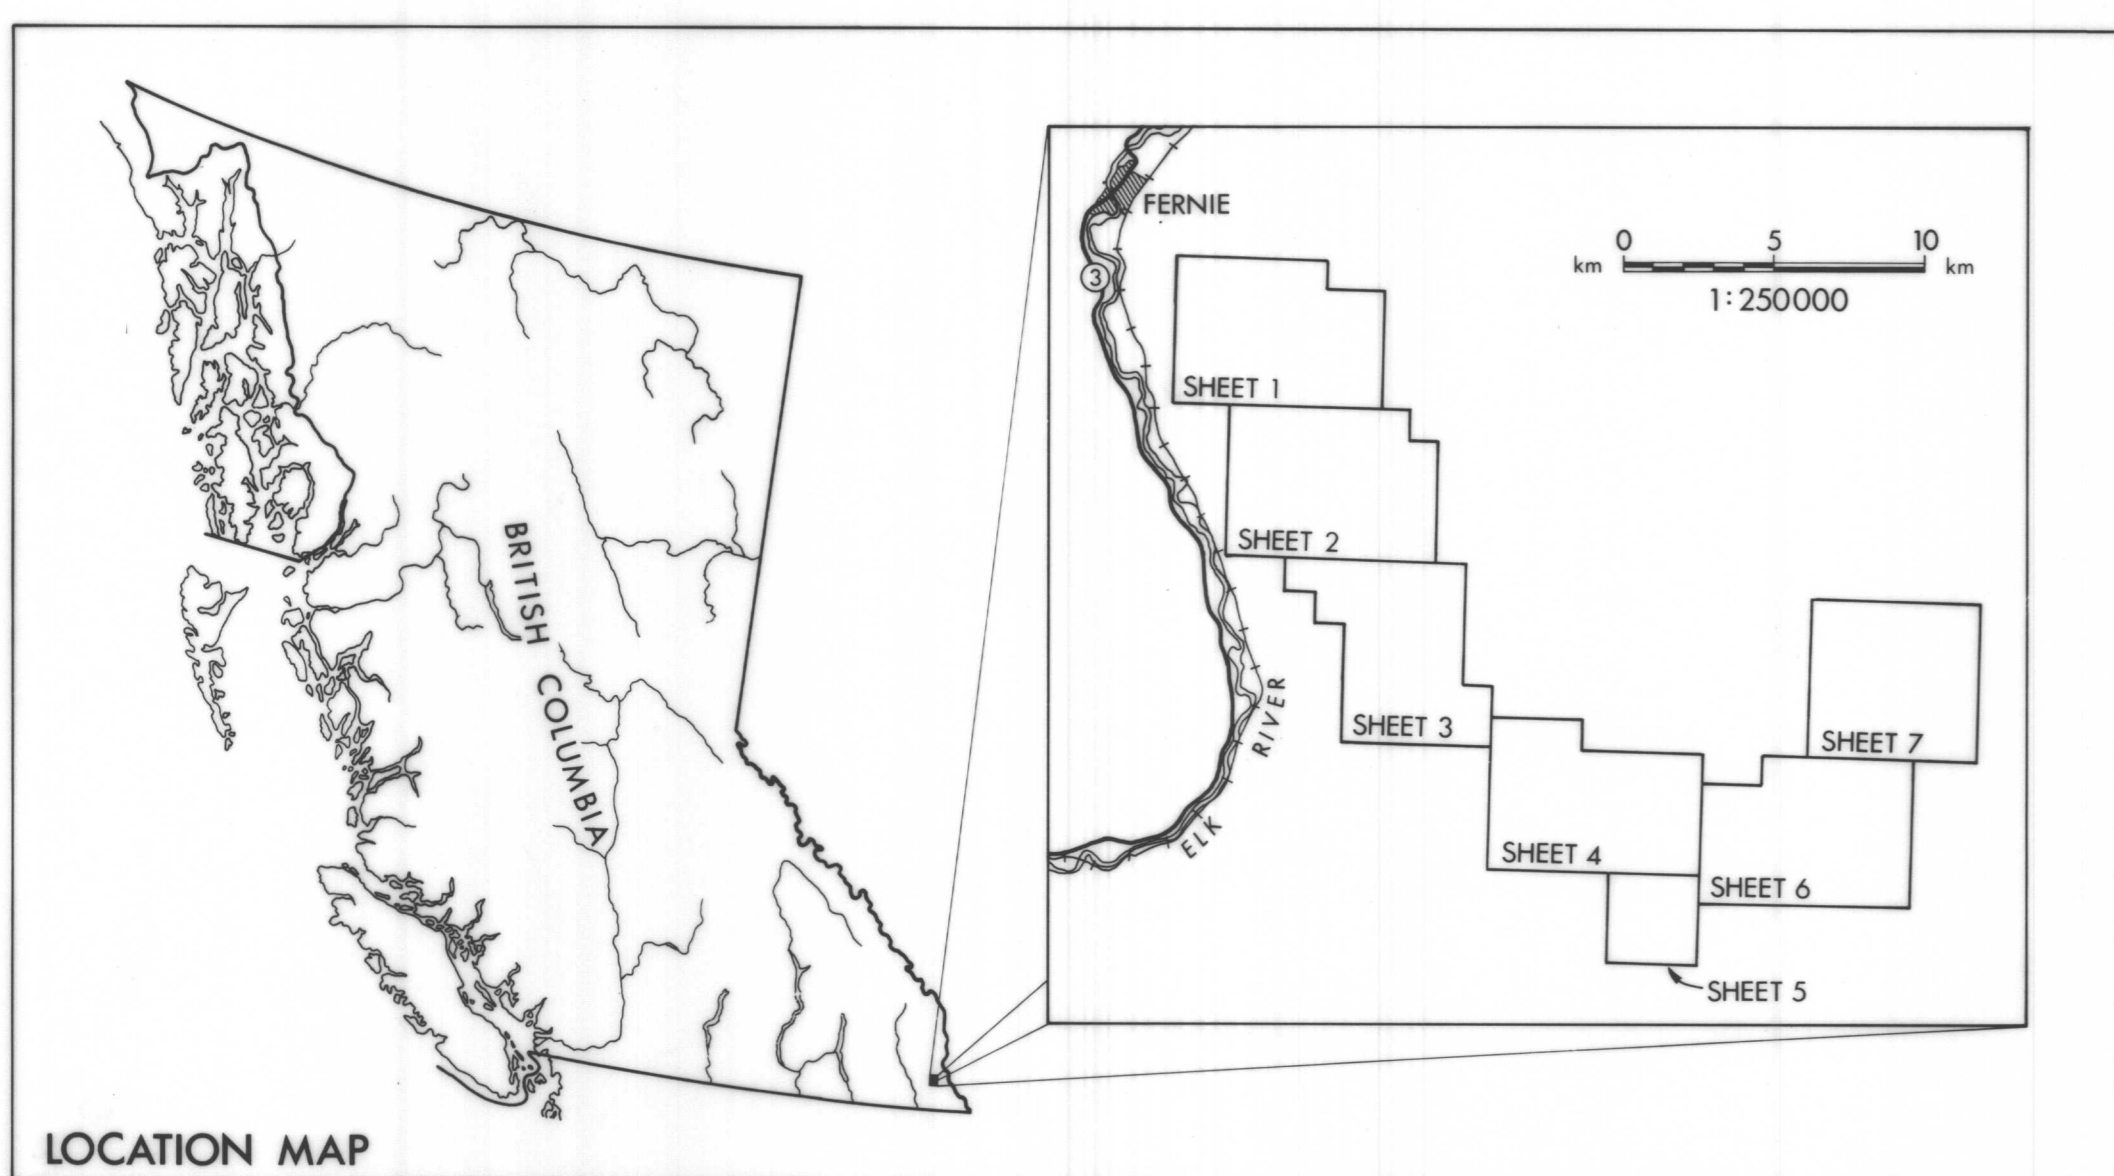 FERNIE
0 5 10
km km
1:250000
3
SHEET 1
SHEET 2
BRITISH COLUMBIA
ELK RIVER
SHEET 3
SHEET 7
SHEET 4
SHEET 6
SHEET 5
LOCATION MAP